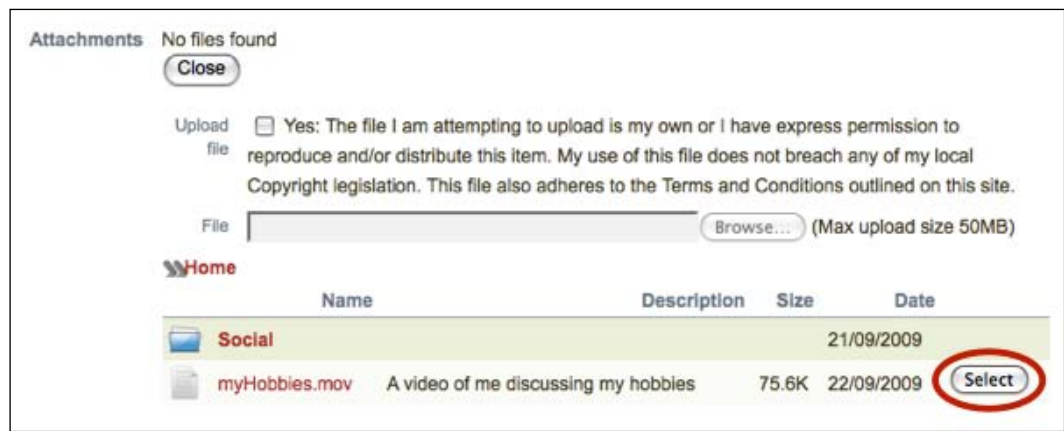 Attachments No files found
Close
Upload file Yes: The file I am attempting to upload is my own or I have express permission to
reproduce and/or distribute this item. My use of this file does not breach any of my local
Copyright legislation. This file also adheres to the Terms and Conditions outlined on this site.
File Browse... (Max upload size 50MB)
Home
Name Description Size Date
Social 21/09/2009
myHobbies.mov A video of me discussing my hobbies 75.6K 22/09/2009 Select